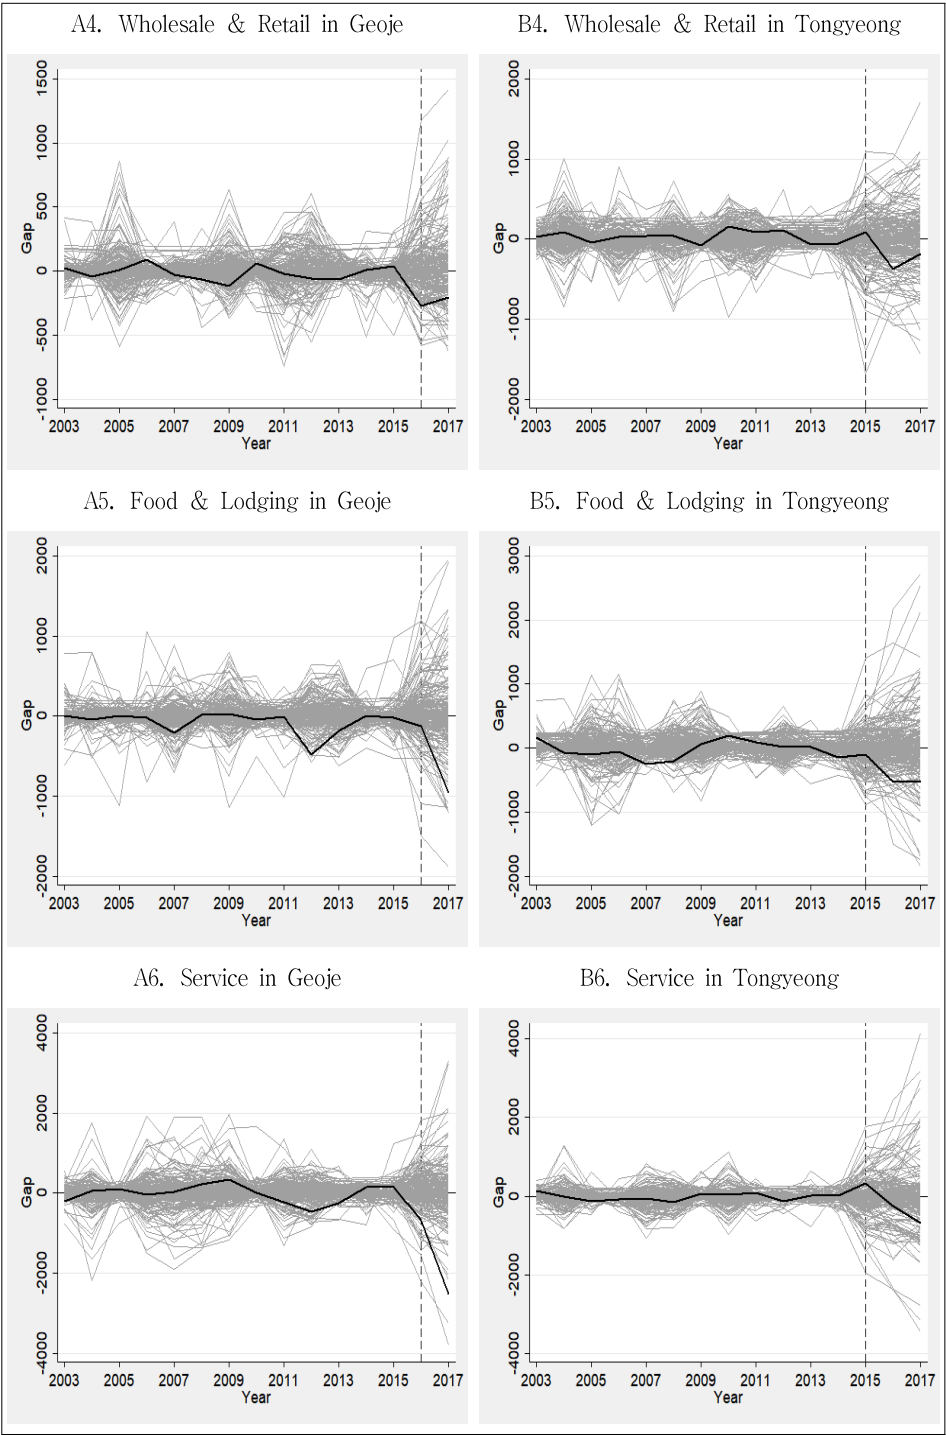 A4. Wholesale & Retail in Geoje
B4. Wholesale & Retail in Tongyeong
1500
1000
500
0
-500
-1000
Gap
2003 2005 2007 2009 2011 2013 2015 2017
Year
2000
1000
0
-1000
-2000
Gap
2003 2005 2007 2009 2011 2013 2015 2017
Year
A5. Food & Lodging in Geoje
B5. Food & Lodging in Tongyeong
2000
1000
0
-1000
-2000
Gap
2003 2005 2007 2009 2011 2013 2015 2017
Year
3000
2000
1000
0
-1000
-2000
Gap
2003 2005 2007 2009 2011 2013 2015 2017
Year
A6. Service in Geoje
B6. Service in Tongyeong
4000
2000
0
-2000
-4000
Gap
2003 2005 2007 2009 2011 2013 2015 2017
Year
4000
2000
0
-2000
-4000
Gap
2003 2005 2007 2009 2011 2013 2015 2017
Year